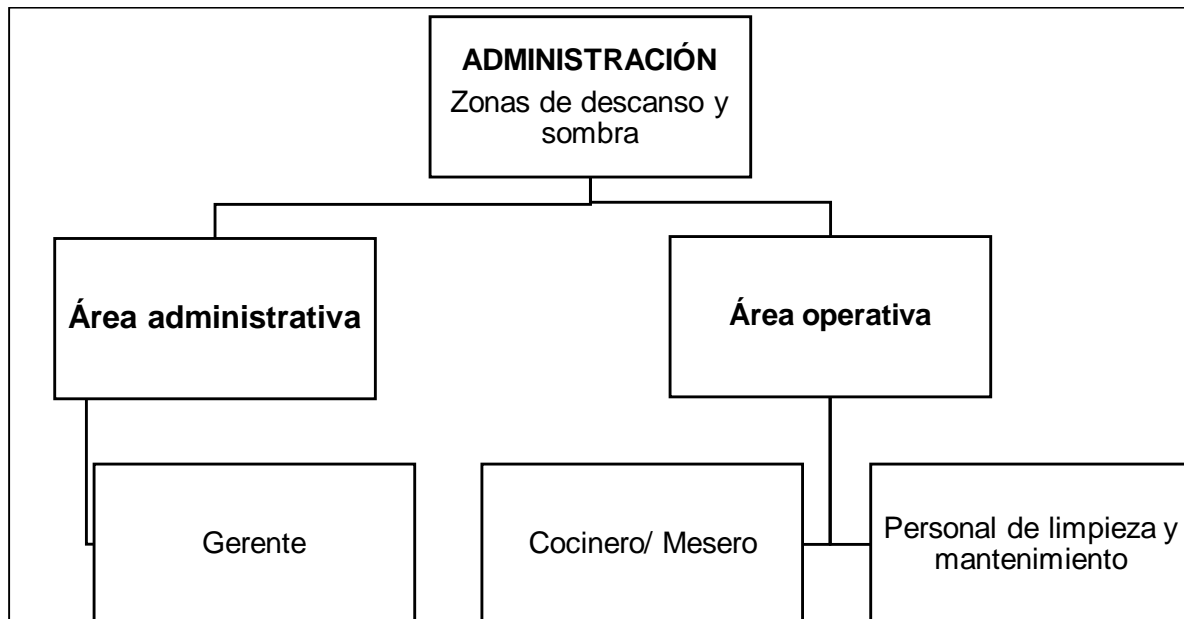 ADMINISTRACIÓN
Zonas de descanso y
sombra
Área administrativa
Área operativa
Gerente
Cocinero/ Mesero
Personal de limpieza y
mantenimiento